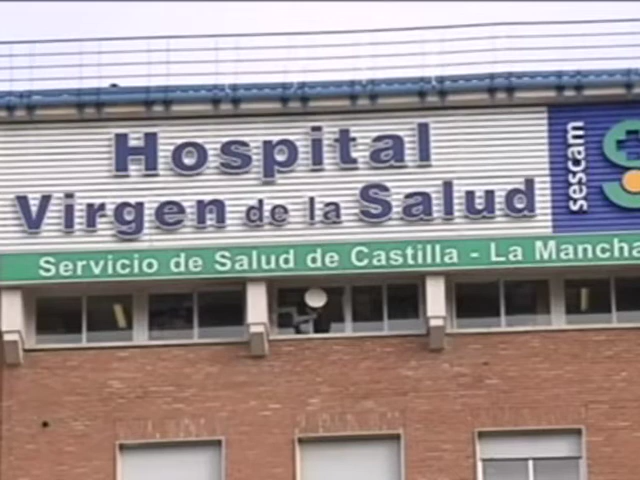 Hospital
Virgen de la Salud
sescam
Servicio de Salud de Castilla - La Mancha